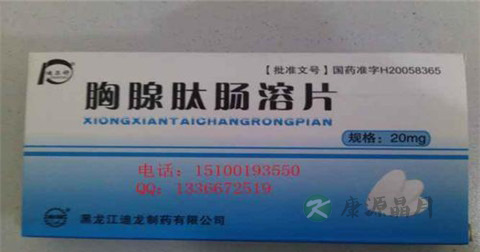 【批准文号】国药准字H20058365
胸腺肽肠溶片
XIONGXIANTAICHANGRONGPIAN
规格：20mg
电话：15100193550
QQ：1336672519
康源晶片
黑龙江迪龙制药有限公司